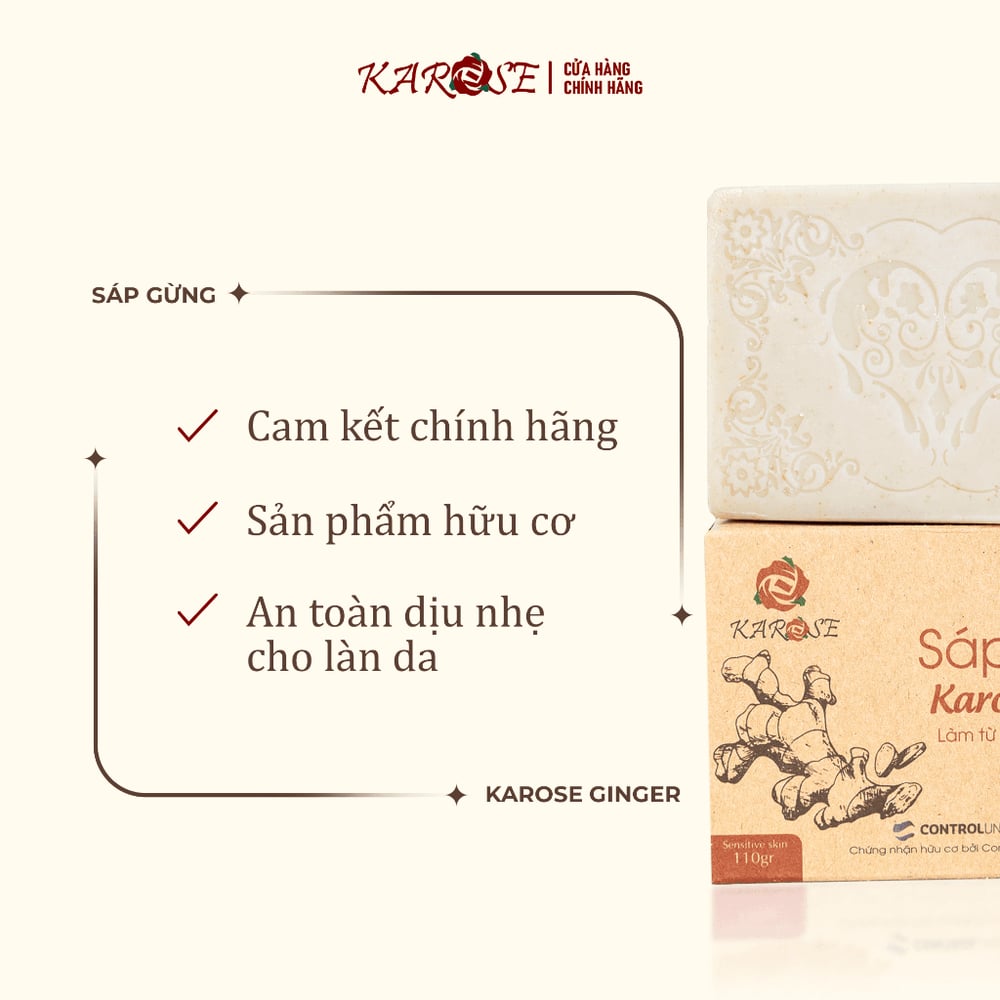 KAROSE
CỬA HÀNG
CHÍNH HÃNG
SÁP GỪNG
Cam kết chính hãng
Sản phẩm hữu cơ
An toàn dịu nhẹ
cho làn da
KAROSE GINGER
KAROSE
Sáp
Karo
Làm từ
CONTROLUN
Chứng nhận hữu cơ bởi Con
Sensitive skin
110gr